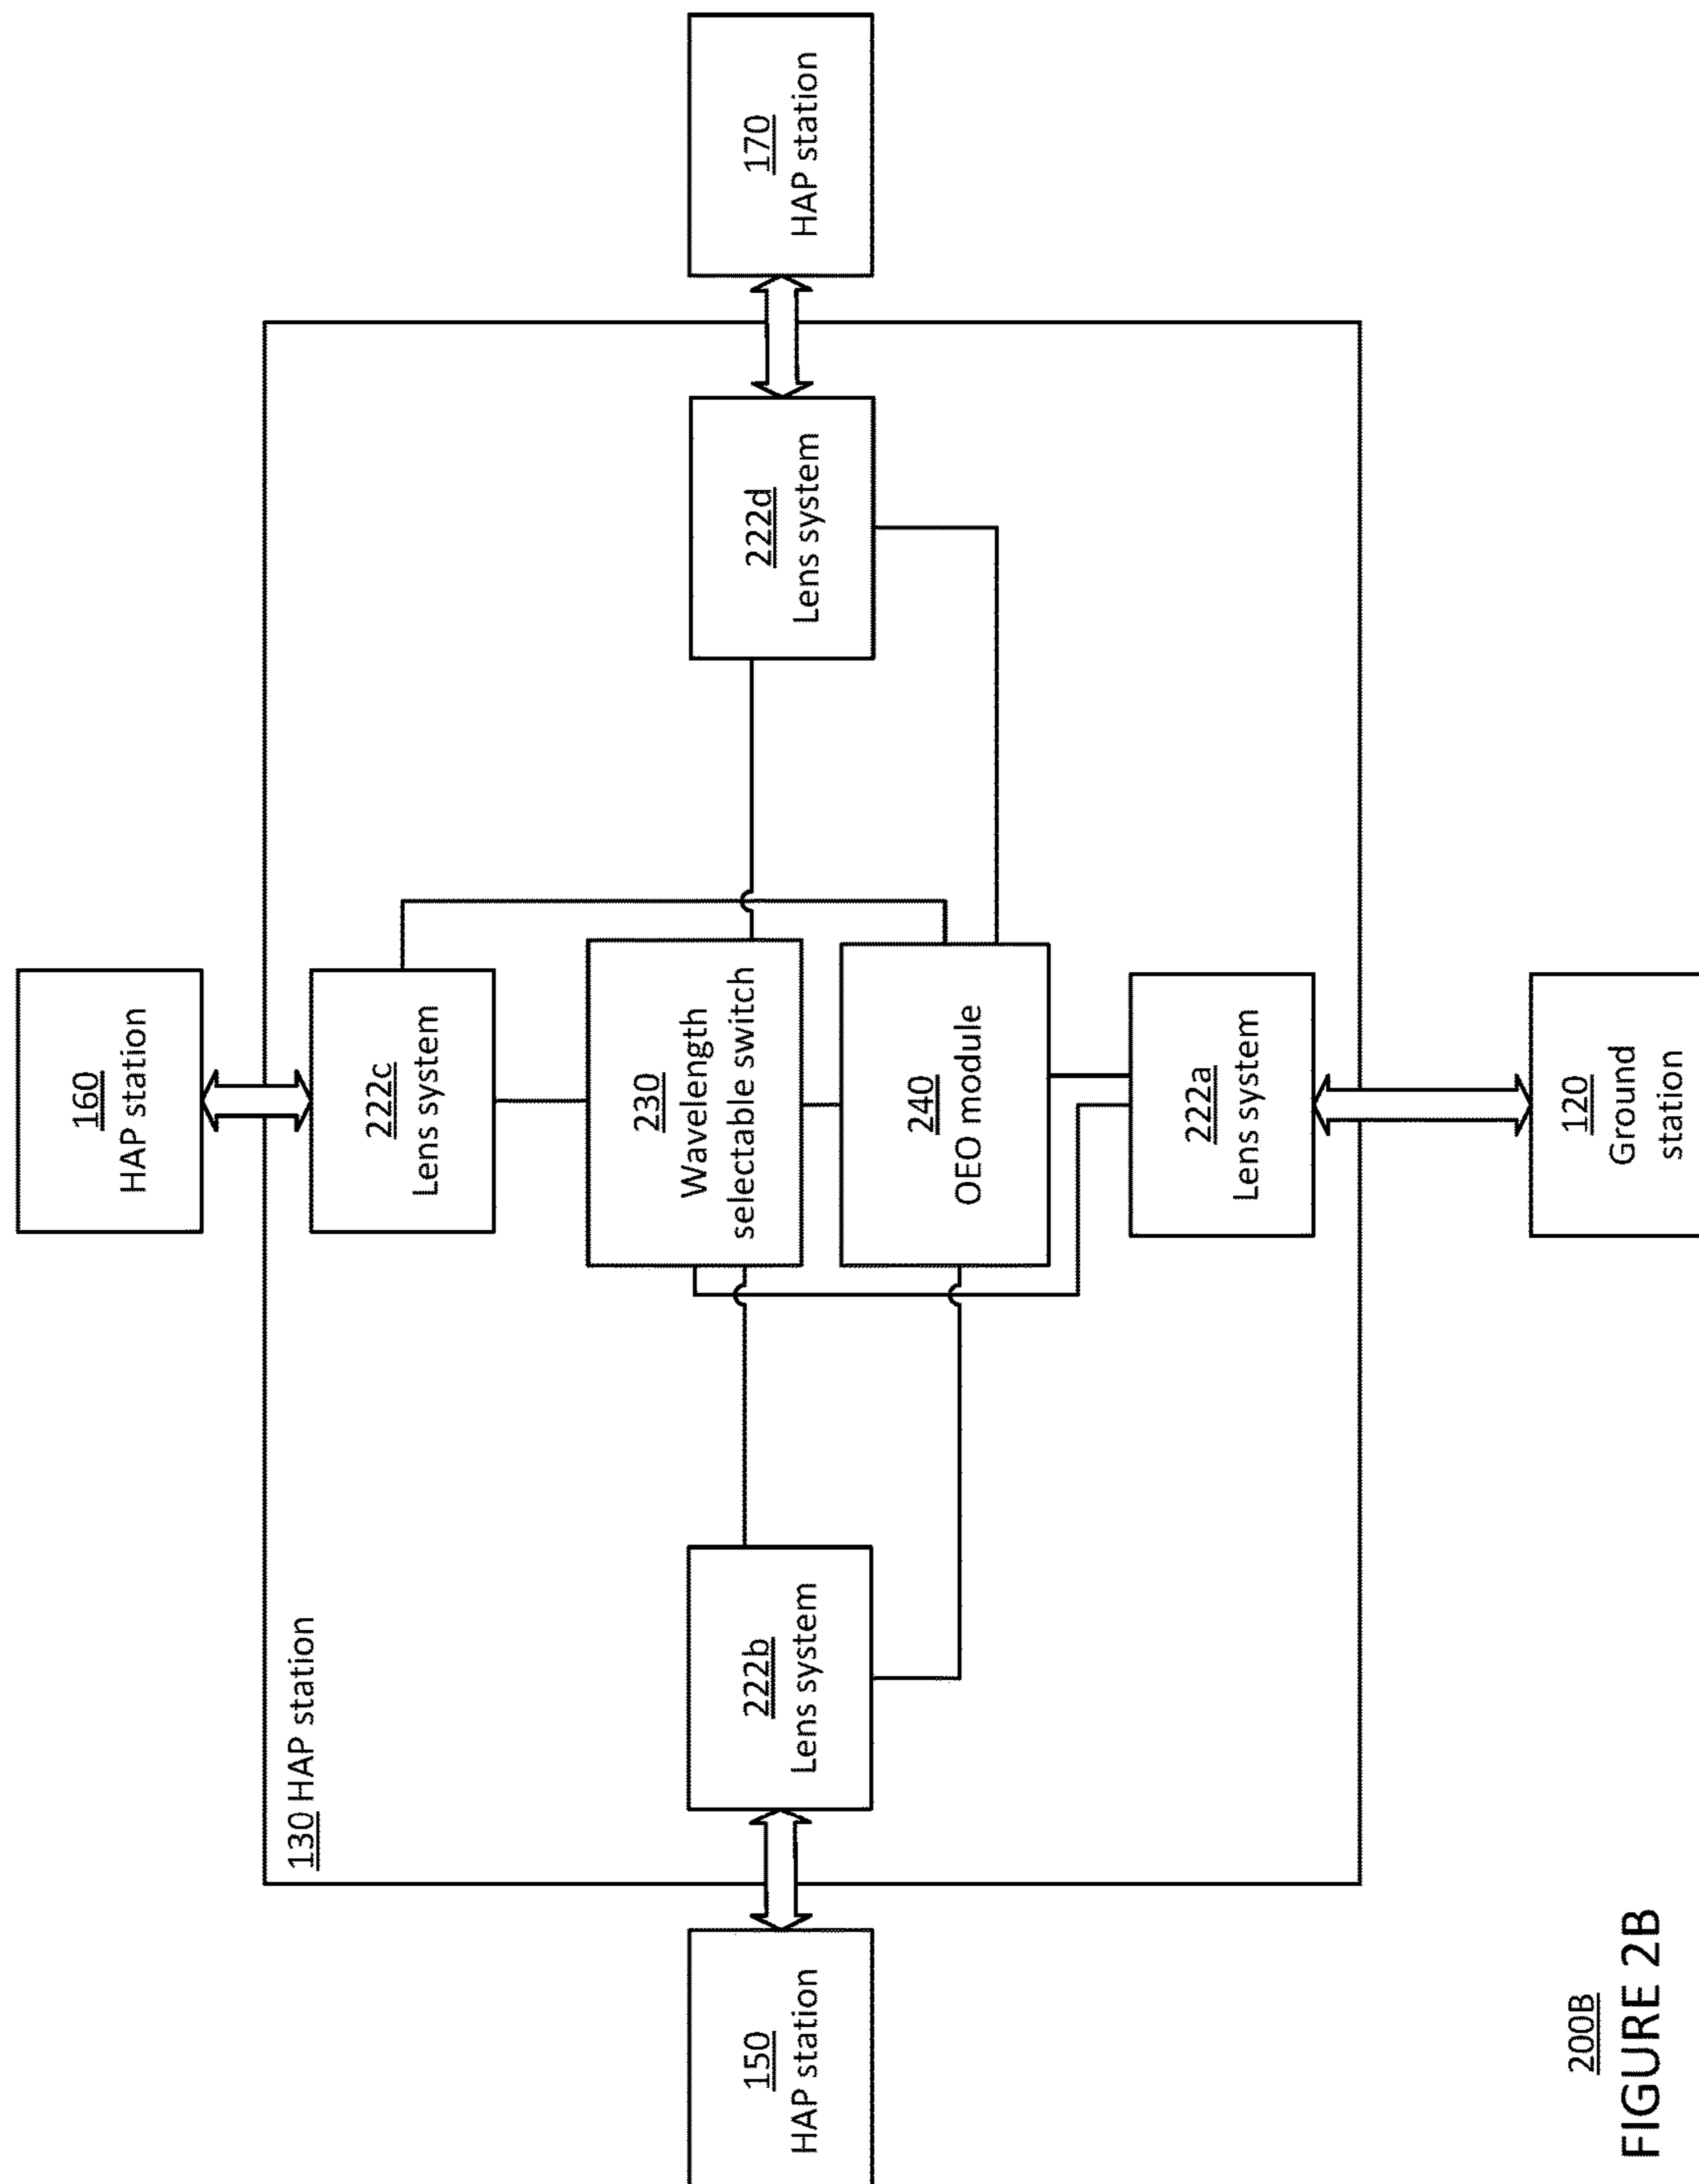 160
HAP station
130 HAP station
222c
Lens system
150
HAP station
222b
Lens system
230
Wavelength
selectable switch
222d
Lens system
170
HAP station
240
OEO module
222a
Lens system
120
Ground
station
200B
FIGURE 2B